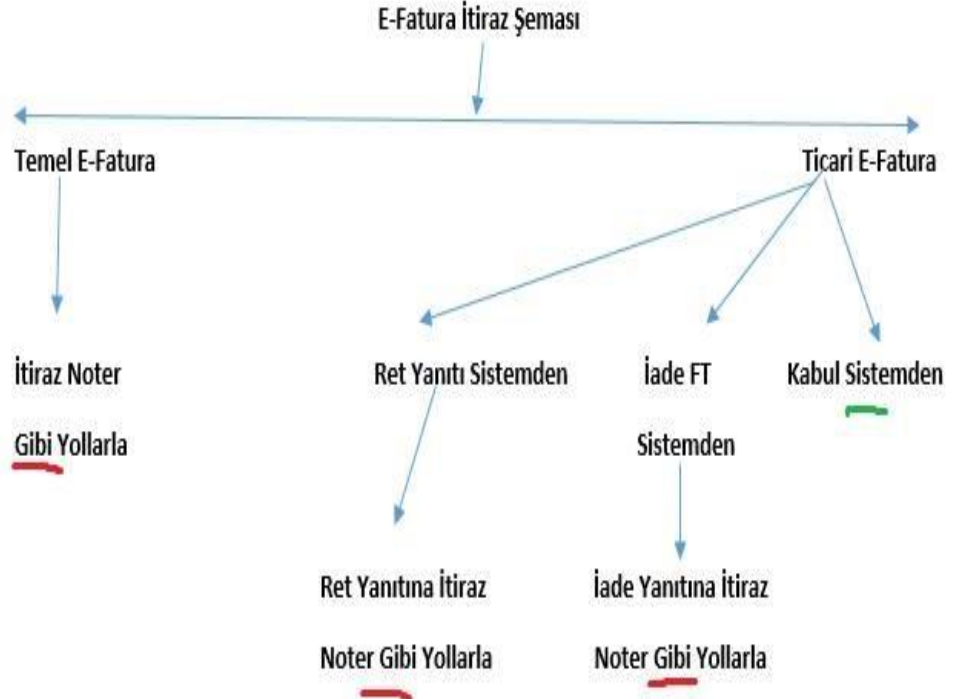 E-Fatura İtiraz Şeması
Temel E-Fatura
Ticari E-Fatura
İtiraz Noter
Gibi Yollarla
Ret Yanıtı Sistemden
İade FT
Sistemden
Kabul Sistemden
Ret Yanıtına İtiraz
Noter Gibi Yollarla
İade Yanıtına İtiraz
Noter Gibi Yollarla